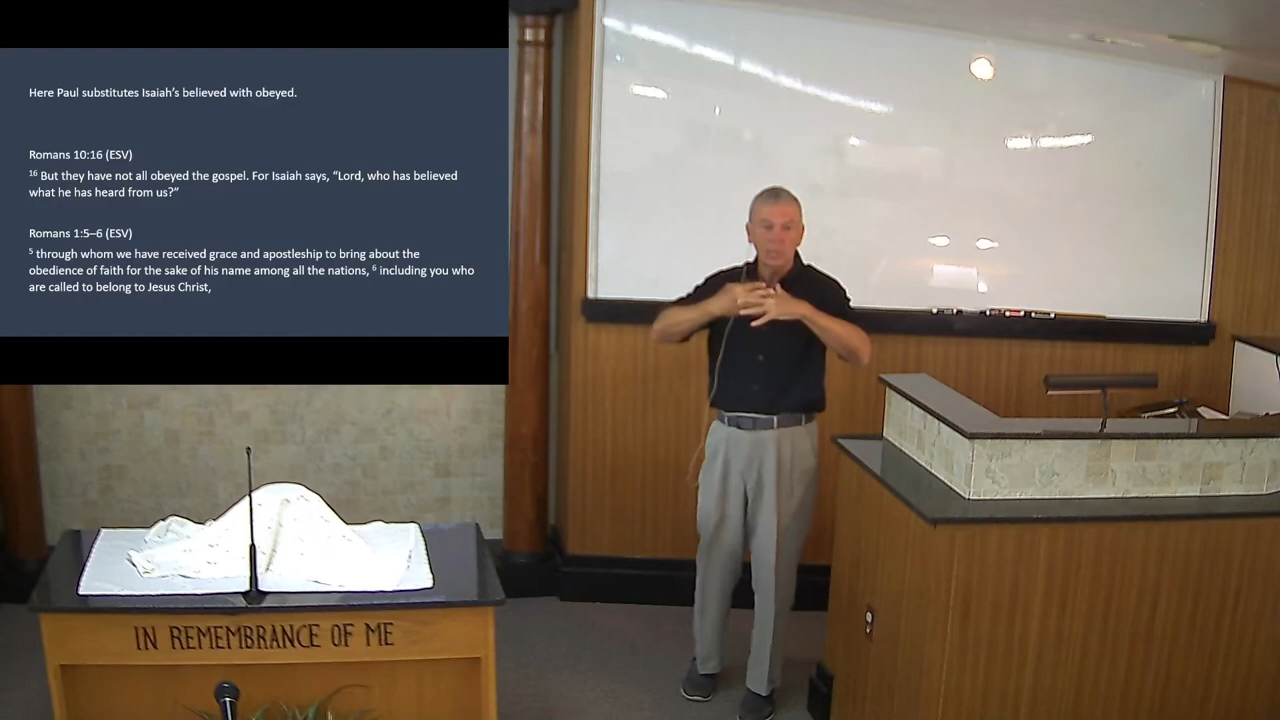 Here Paul substitutes Isaiah’s believed with obeyed.
Romans 10:16 (ESV)
16 But they have not all obeyed the gospel. For Isaiah says, “Lord, who has believed
what he has heard from us?”
Romans 1:5–6 (ESV)
5 through whom we have received grace and apostleship to bring about the
obedience of faith for the sake of his name among all the nations, 6 including you who
are called to belong to Jesus Christ,
IN REMEMBRANCE OF ME